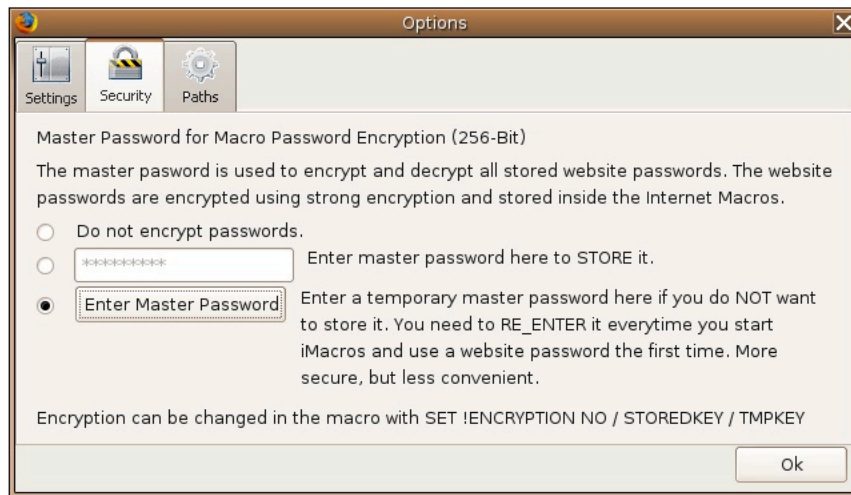 Options
Settings Security Paths
Master Password for Macro Password Encryption (256-Bit)
The master pasword is used to encrypt and decrypt all stored website passwords. The website
passwords are encrypted using strong encryption and stored inside the Internet Macros.
Do not encrypt passwords.
********** Enter master password here to STORE it.
Enter Master Password
Enter a temporary master password here if you do NOT want
to store it. You need to RE_ENTER it everytime you start
iMacros and use a website password the first time. More
secure, but less convenient.
Encryption can be changed in the macro with SET !ENCRYPTION NO / STOREDKEY / TMPKEY
Ok